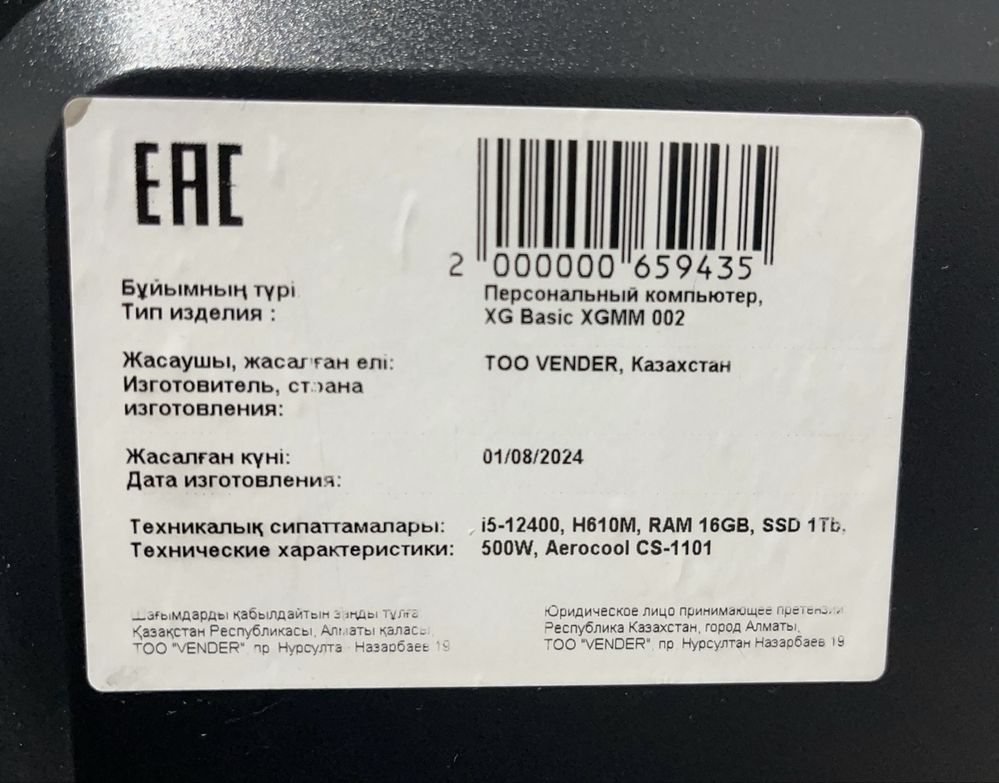 EAC
2 000000 659435
Бұйымның түрі
Тип изделия :
Персональный компьютер,
XG Basic XGMM 002
Жасаушы, жасалған елі:
Изготовитель, страна
изготовления:
ТОО VENDER, Казахстан
Жасалған күні:
Дата изготовления:
01/08/2024
Техникалық сипаттамалары:
Технические характеристики:
i5-12400, H610M, RAM 16GB, SSD 1Tb,
500W, Aerocool CS-1101
Шағымдарды қабылдайтын заңды тұлға
Қазақстан Республикасы, Алматы қаласы,
ТОО "VENDER", пр. Нурсултан Назарбаев 19
Юридическое лицо принимающее претензии
Республика Казахстан, город Алматы,
ТОО "VENDER", пр. Нурсултан Назарбаев 19